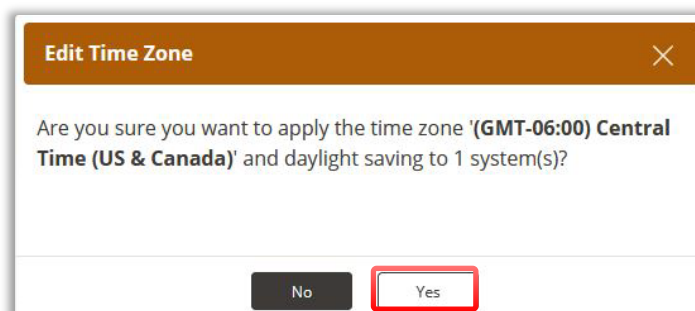 Edit Time Zone
Are you sure you want to apply the time zone '(GMT-06:00) Central
Time (US & Canada)' and daylight saving to 1 system(s)?
No
Yes